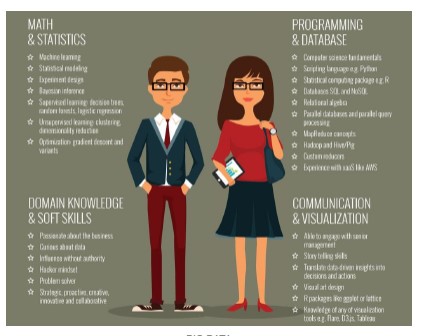 MATH
& STATISTICS
☆ Machine learning
☆ Statistical modeling
☆ Experiment design
☆ Bayesian inference
☆ Supervised learning: decision trees,
random forests, logistic regression
☆ Unsupervised learning: clustering,
dimensionality reduction
☆ Optimization: gradient descent and
variants
PROGRAMMING
& DATABASE
☆ Computer science fundamentals
☆ Scripting language e.g. Python
☆ Statistical computing package e.g. R
☆ Databases SQL and NoSQL
☆ Relational algebra
☆ Parallel databases and parallel query
processing
☆ MapReduce concepts
☆ Hadoop and Hive/Pig
☆ Custom reducers
☆ Experience with xaaS like AWS
DOMAIN KNOWLEDGE
& SOFT SKILLS
☆ Passionate about the business
☆ Curious about data
☆ Influence without authority
☆ Hacker mindset
☆ Problem solver
☆ Strategic, proactive, creative,
innovative and collaborative
COMMUNICATION
& VISUALIZATION
☆ Able to engage with senior
management
☆ Story telling skills
☆ Translate data-driven insights into
decisions and actions
☆ Visual art design
☆ R packages like ggplot or lattice
☆ Knowledge of any of visualization
tools e.g. Flare, D3.js, Tableau